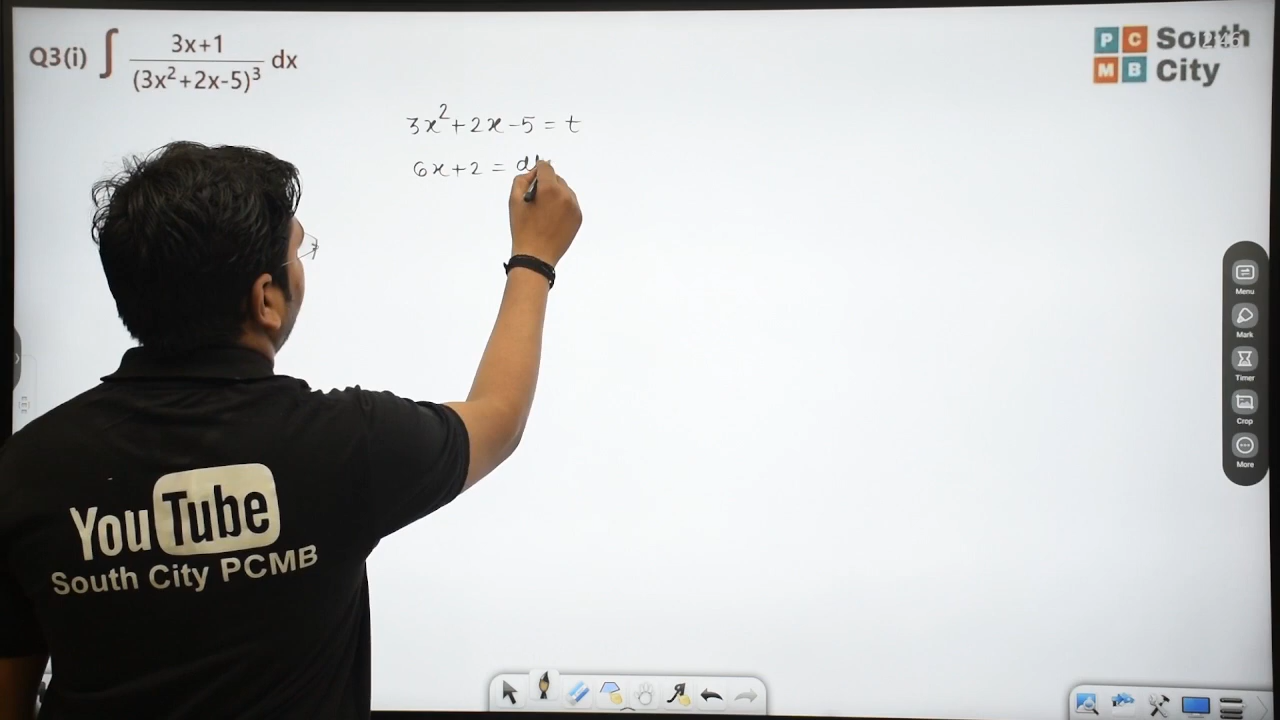 Q3(i) ∫ (3x+1)/(3x²+2x-5)³ dx
P C
M B
South
City
3x²+2x-5 = t
6x+2 =
Menu
Mark
Timer
Crop
More
YouTube
South City PCMB